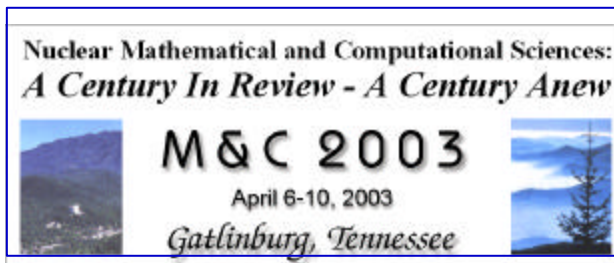 Nuclear Mathematical and Computational Sciences:
A Century In Review - A Century Anew
M&C 2003
April 6-10, 2003
Gatlinburg, Tennessee